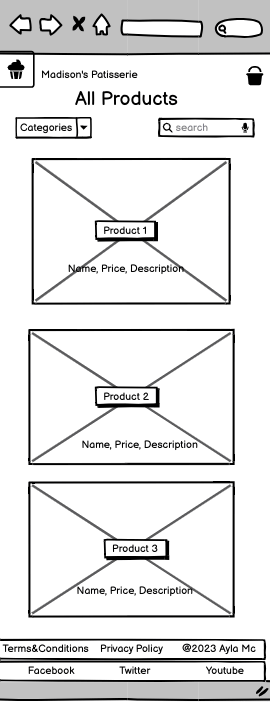 Madison's Patisserie
All Products
Categories
search
Product 1
Name, Price, Description
Product 2
Name, Price, Description
Product 3
Name, Price, Description
Terms&Conditions Privacy Policy @2023 Ayla Mc
Facebook Twitter Youtube